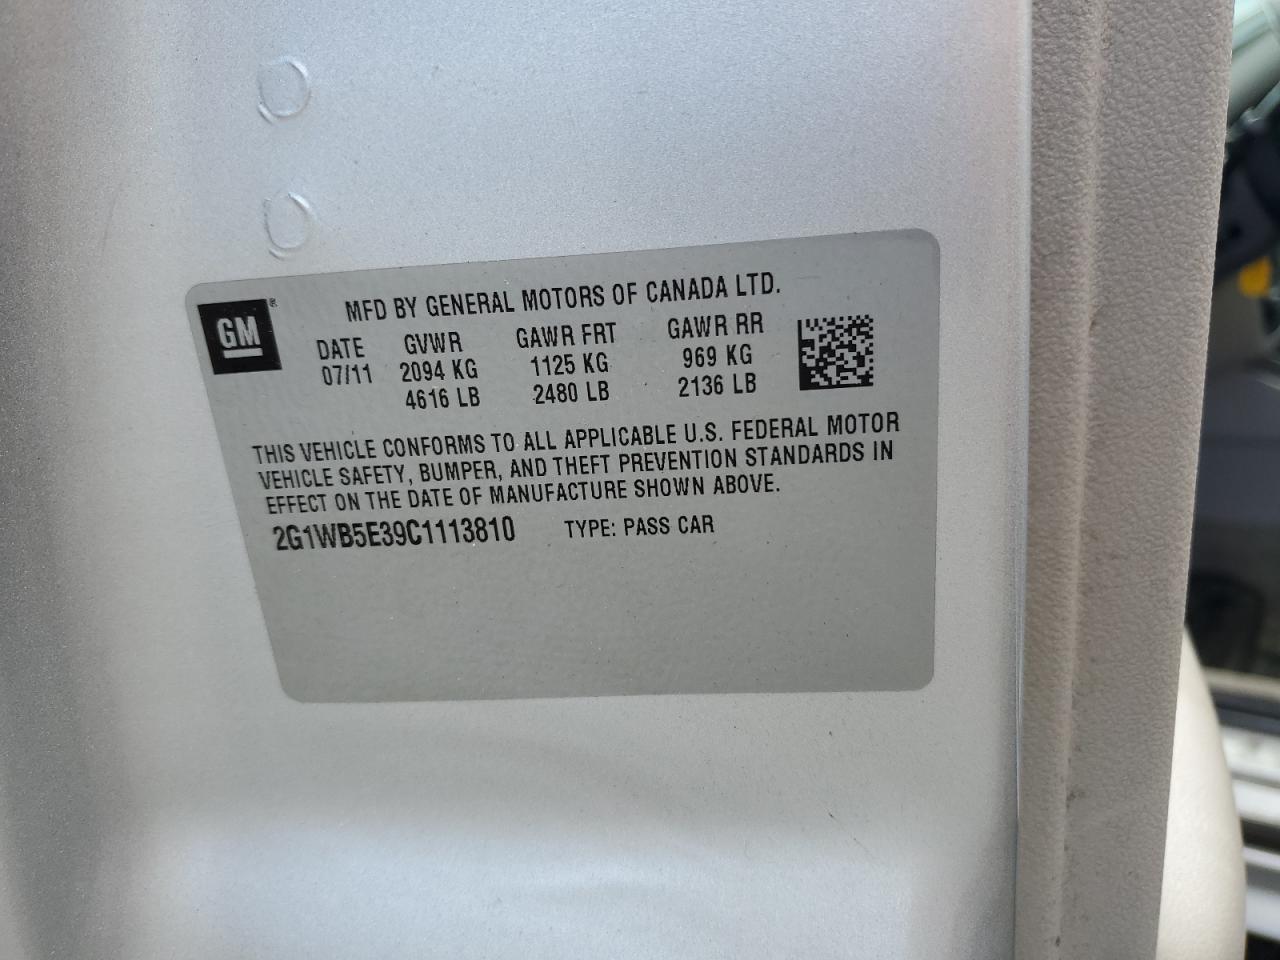 MFD BY GENERAL MOTORS OF CANADA LTD.
GM ®
DATE GVWR GAWR FRT GAWR RR
07/11 2094 KG 1125 KG 969 KG
4616 LB 2480 LB 2136 LB
THIS VEHICLE CONFORMS TO ALL APPLICABLE U.S. FEDERAL MOTOR
VEHICLE SAFETY, BUMPER, AND THEFT PREVENTION STANDARDS IN
EFFECT ON THE DATE OF MANUFACTURE SHOWN ABOVE.
2G1WB5E39C1113810 TYPE: PASS CAR